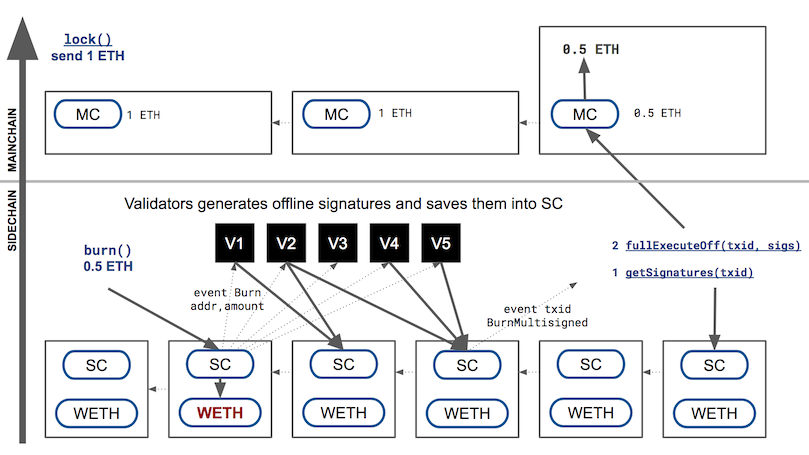 lock()
send 1 ETH
0.5 ETH
MC 1 ETH
MC 1 ETH
MC 0.5 ETH
MAINCHAIN
SIDECHAIN
Validators generates offline signatures and saves them into SC
V1 V2 V3 V4 V5
burn()
0.5 ETH
2 fullExecuteOff(txid, sigs)
1 getSignatures(txid)
event Burn
addr,amount
event txid
BurnMultisigned
SC SC SC SC SC SC
WETH WETH WETH WETH WETH WETH